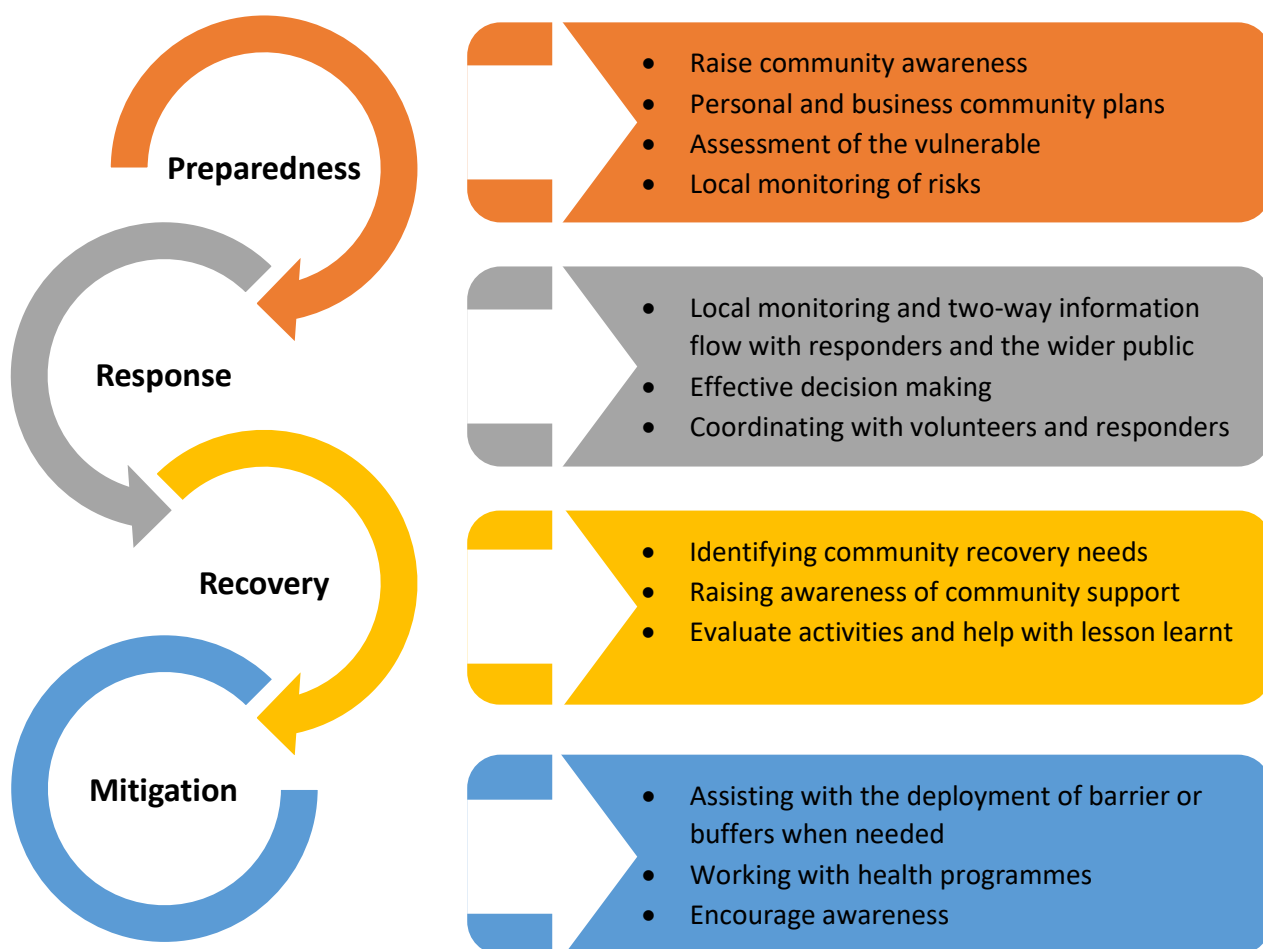 Preparedness
• Raise community awareness
• Personal and business community plans
• Assessment of the vulnerable
• Local monitoring of risks
Response
• Local monitoring and two-way information
flow with responders and the wider public
• Effective decision making
• Coordinating with volunteers and responders
Recovery
• Identifying community recovery needs
• Raising awareness of community support
• Evaluate activities and help with lesson learnt
Mitigation
• Assisting with the deployment of barrier or
buffers when needed
• Working with health programmes
• Encourage awareness